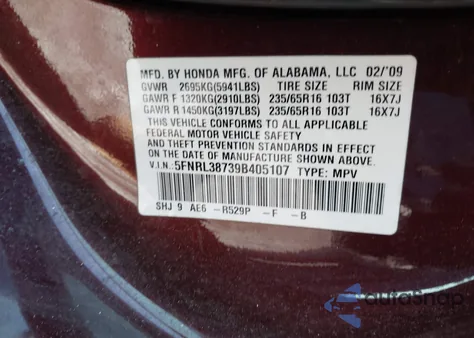 MFD. BY HONDA MFG. OF ALABAMA, LLC 02/'09
GVWR 2695KG(5941LBS) TIRE SIZE RIM SIZE
GAWR F 1320KG(2910LBS) 235/65R16 103T 16X7J
GAWR R 1450KG(3197LBS) 235/65R16 103T 16X7J
THIS VEHICLE CONFORMS TO ALL APPLICABLE
FEDERAL MOTOR VEHICLE SAFETY
AND THEFT PREVENTION STANDARDS IN EFFECT
ON THE DATE OF MANUFACTURE SHOWN ABOVE.
V.I.N.: 5FNRL38739B405107 TYPE: MPV
SHJ 9 AE6 -R529P -F -B
AutoSnap